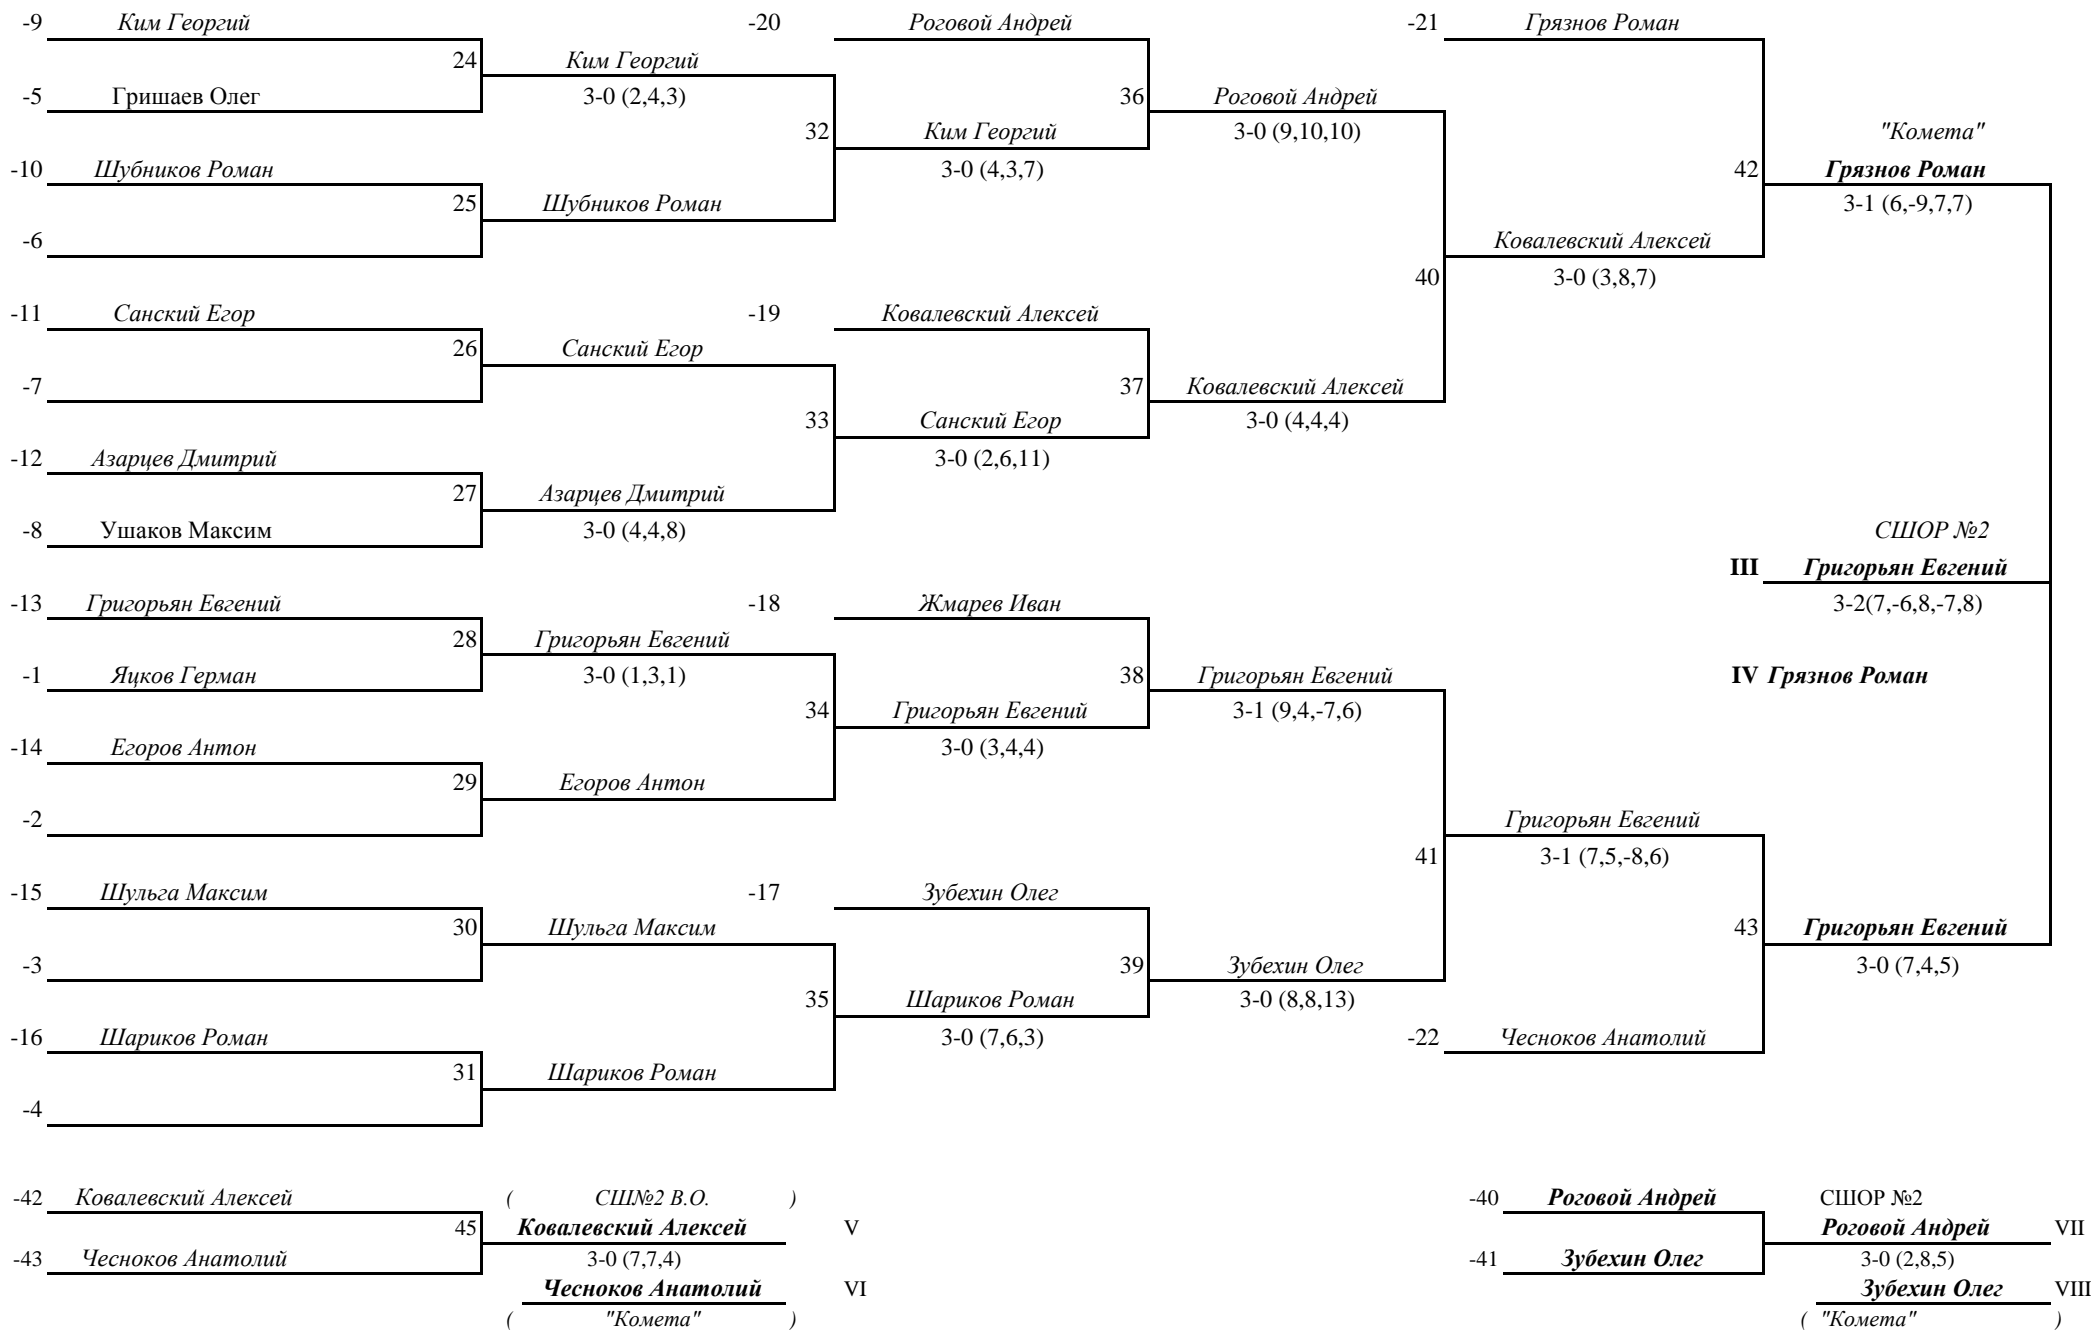 -9 Ким Георгий -20 Роговой Андрей -21 Грязнов Роман
24 Ким Георгий
-5 Гришаев Олег 3-0 (2,4,3) 36 Роговой Андрей
32 Ким Георгий 3-0 (9,10,10) "Комета"
-10 Шубников Роман 3-0 (4,3,7) 42 Грязнов Роман
25 Шубников Роман 3-1 (6,-9,7,7)
-6 Ковалевский Алексей
40 3-0 (3,8,7)
-11 Санский Егор -19 Ковалевский Алексей
26 Санский Егор
-7 37 Ковалевский Алексей
33 Санский Егор 3-0 (4,4,4)
-12 Азарцев Дмитрий 3-0 (2,6,11)
27 Азарцев Дмитрий
-8 Ушаков Максим 3-0 (4,4,8) СШОР №2
III Григорьян Евгений
-13 Григорьян Евгений -18 Жмарев Иван 3-2(7,-6,8,-7,8)
28 Григорьян Евгений
-1 Яцков Герман 3-0 (1,3,1) 38 Григорьян Евгений IV Грязнов Роман
34 Григорьян Евгений 3-1 (9,4,-7,6)
-14 Егоров Антон 3-0 (3,4,4)
29 Егоров Антон
-2 Григорьян Евгений
41 3-1 (7,5,-8,6)
-15 Шульга Максим -17 Зубехин Олег
30 Шульга Максим 43 Григорьян Евгений
-3 39 Зубехин Олег 3-0 (7,4,5)
35 Шариков Роман 3-0 (8,8,13)
-16 Шариков Роман 3-0 (7,6,3) -22 Чесноков Анатолий
31 Шариков Роман
-4
-42 Ковалевский Алексей ( СШ№2 В.О. ) -40 Роговой Андрей СШОР №2
45 Ковалевский Алексей V Роговой Андрей VII
-43 Чесноков Анатолий 3-0 (7,7,4) -41 Зубехин Олег 3-0 (2,8,5)
Чесноков Анатолий VI Зубехин Олег VIII
( "Комета" ) ( "Комета" )